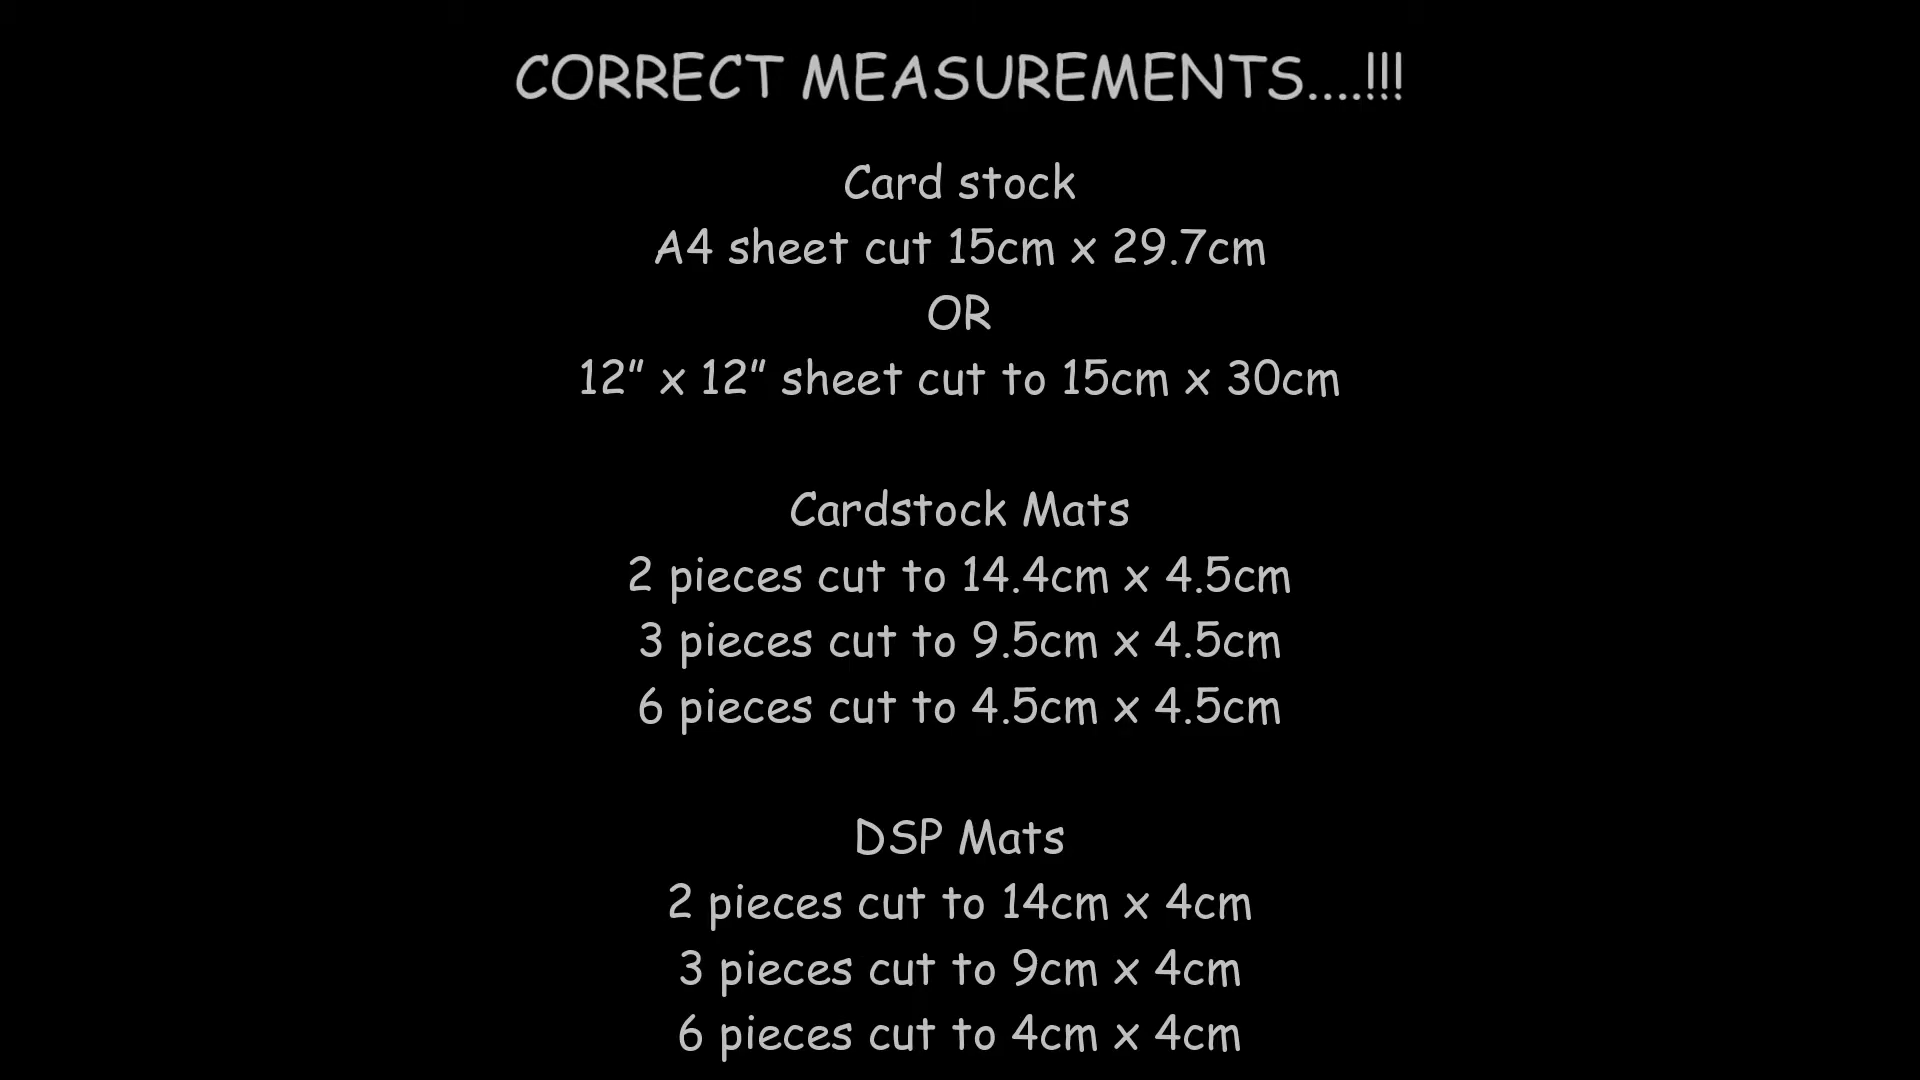 CORRECT MEASUREMENTS....!!!
Card stock
A4 sheet cut 15cm x 29.7cm
OR
12” x 12” sheet cut to 15cm x 30cm
Cardstock Mats
2 pieces cut to 14.4cm x 4.5cm
3 pieces cut to 9.5cm x 4.5cm
6 pieces cut to 4.5cm x 4.5cm
DSP Mats
2 pieces cut to 14cm x 4cm
3 pieces cut to 9cm x 4cm
6 pieces cut to 4cm x 4cm